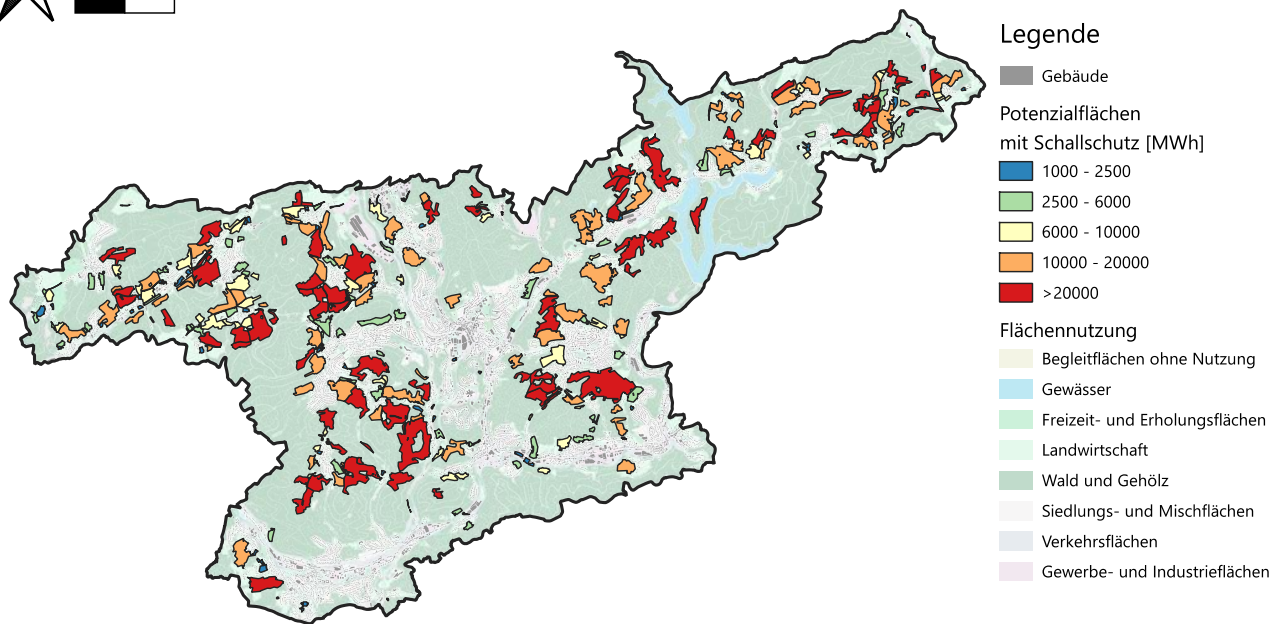 Legende
Gebäude
Potenzialflächen
mit Schallschutz [MWh]
1000 - 2500
2500 - 6000
6000 - 10000
10000 - 20000
>20000
Flächennutzung
Begleitflächen ohne Nutzung
Gewässer
Freizeit- und Erholungsflächen
Landwirtschaft
Wald und Gehölz
Siedlungs- und Mischflächen
Verkehrsflächen
Gewerbe- und Industrieflächen